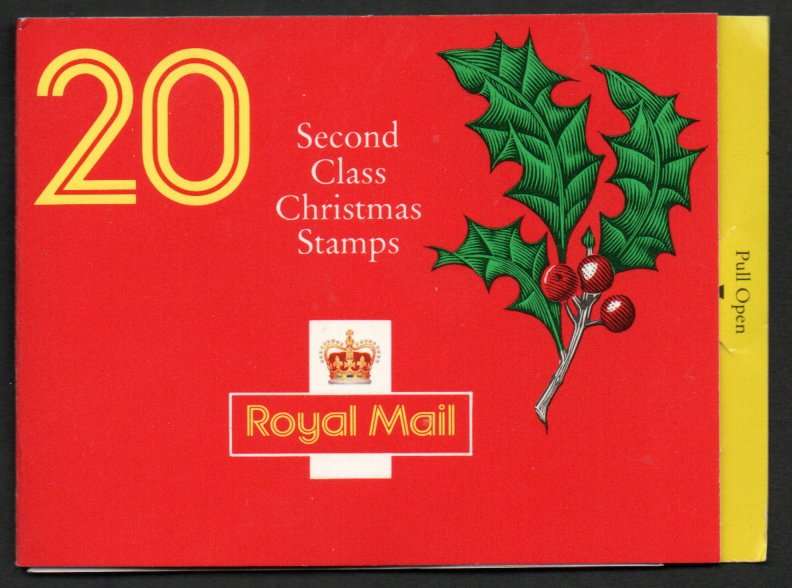 20
Second
Class
Christmas
Stamps
Royal Mail
Pull Open